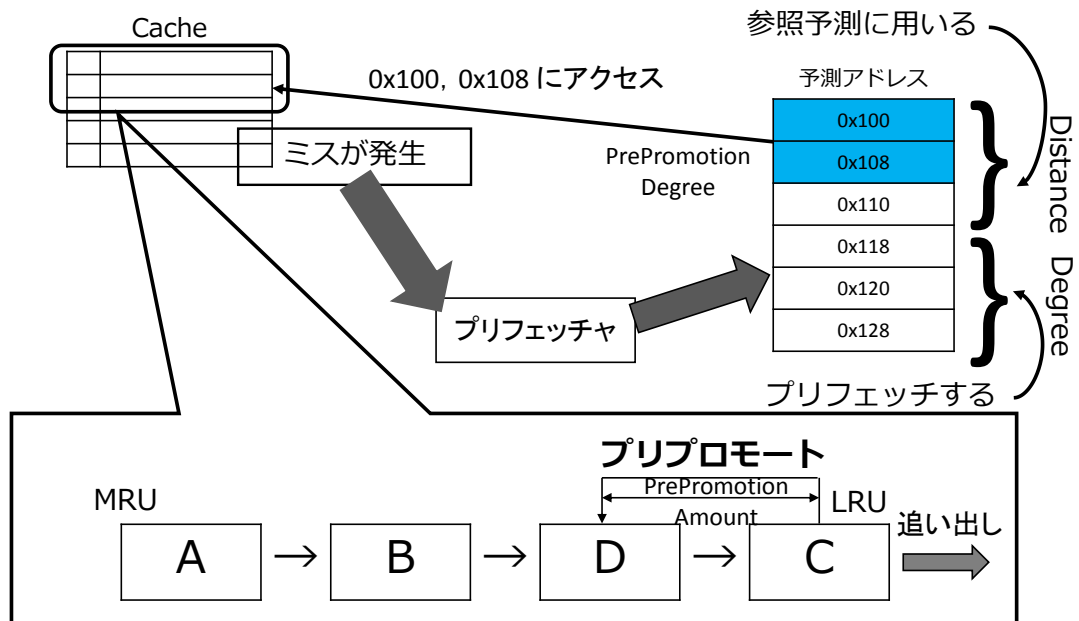 Cache
参照予測に用いる
0x100, 0x108 にアクセス
予測アドレス
0x100
0x108
0x110
0x118
0x120
0x128
PrePromotion
Degree
Distance
Degree
ミスが発生
プリフェッチャ
プリフェッチする
プリプロモート
PrePromotion
Amount
MRU
LRU
追い出し
A → B → D → C